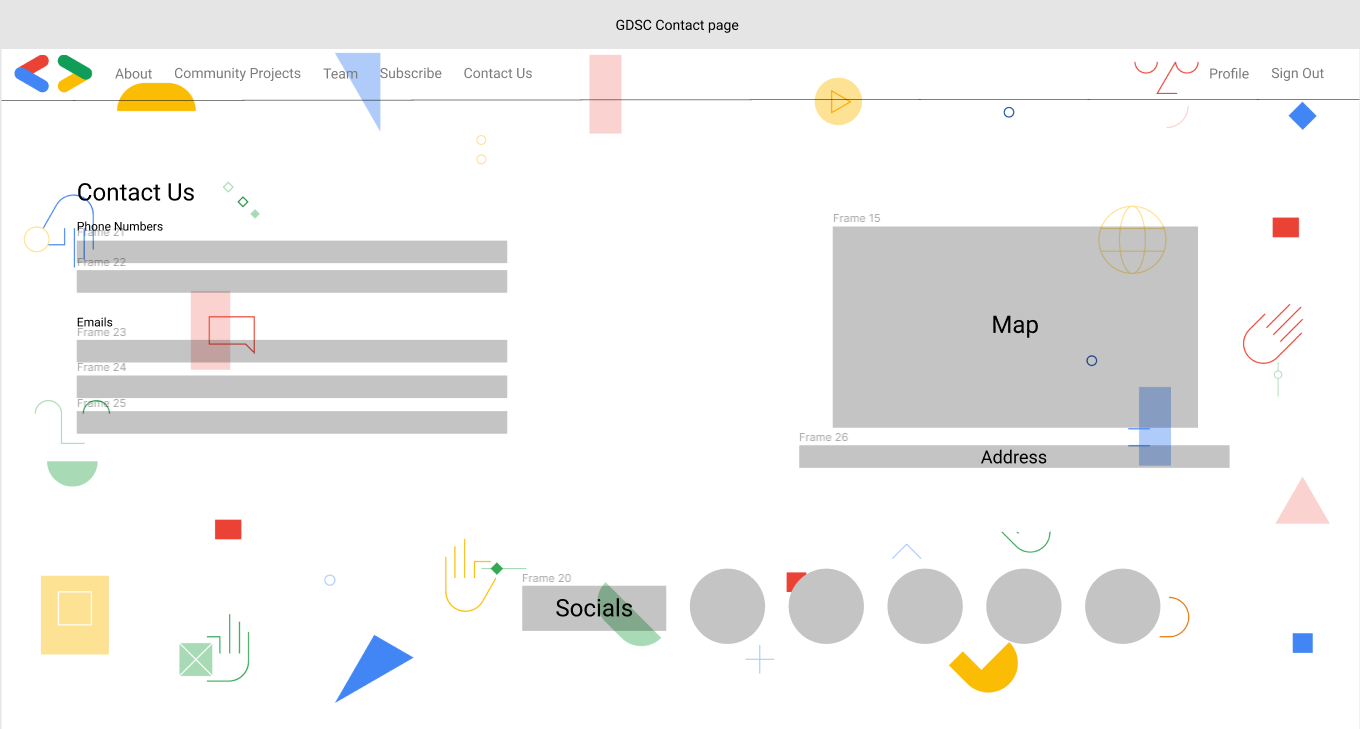 GDSC Contact page
About Community Projects Team Subscribe Contact Us Profile Sign Out
Contact Us
Phone Numbers
Frame 21
Frame 22
Emails
Frame 23
Frame 24
Frame 25
Frame 15
Map
Frame 26
Address
Frame 20
Socials